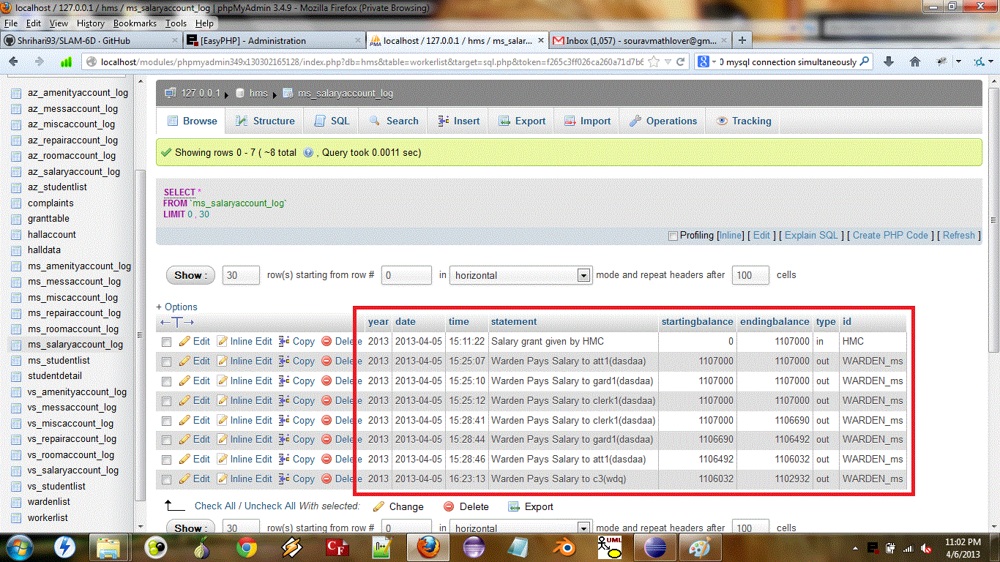 localhost / 127.0.0.1 / hms / ms_salaryaccount_log | phpMyAdmin 3.4.9 - Mozilla Firefox (Private Browsing)
File Edit View History Bookmarks Tools Help
Shrihari93/SLAM-6D · GitHub [EasyPHP] - Administration localhost / 127.0.0.1 / hms / ms_salar... Inbox (1,057) - souravmathlover@gm...
localhost/modules/phpmyadmin349x130302165128/index.php?db=hms&table=workerlist&target=sql.php&token=f265c3ff026ca260a71d7b6 0 mysql connection simultaneously
az_amenityaccount_log
az_messaccount_log
az_miscaccount_log
az_repairaccount_log
az_roomaccount_log
az_salaryaccount_log
az_studentlist
complaints
granttable
hallaccount
halldata
ms_amenityaccount_log
ms_messaccount_log
ms_miscaccount_log
ms_repairaccount_log
ms_roomaccount_log
ms_salaryaccount_log
ms_studentlist
studentdetail
vs_amenityaccount_log
vs_messaccount_log
vs_miscaccount_log
vs_repairaccount_log
vs_roomaccount_log
vs_salaryaccount_log
vs_studentlist
wardenlist
workerlist
127.0.0.1 hms ms_salaryaccount_log
Browse Structure SQL Search Insert Export Import Operations Tracking
Showing rows 0 - 7 ( ~8 total , Query took 0.0011 sec)
SELECT *
FROM `ms_salaryaccount_log`
LIMIT 0 , 30
Profiling [Inline] [ Edit ] [ Explain SQL ] [ Create PHP Code ] [ Refresh ]
Show : 30 row(s) starting from row # 0 in horizontal mode and repeat headers after 100 cells
+ Options
year date time statement startingbalance endingbalance type id
Edit Inline Edit Copy Delete 2013 2013-04-05 15:11:22 Salary grant given by HMC 0 1107000 in HMC
Edit Inline Edit Copy Delete 2013 2013-04-05 15:25:07 Warden Pays Salary to att1(dasdaa) 1107000 1107000 out WARDEN_ms
Edit Inline Edit Copy Delete 2013 2013-04-05 15:25:10 Warden Pays Salary to gard1(dasdaa) 1107000 1107000 out WARDEN_ms
Edit Inline Edit Copy Delete 2013 2013-04-05 15:25:12 Warden Pays Salary to clerk1(dasdaa) 1107000 1107000 out WARDEN_ms
Edit Inline Edit Copy Delete 2013 2013-04-05 15:28:41 Warden Pays Salary to clerk1(dasdaa) 1107000 1106690 out WARDEN_ms
Edit Inline Edit Copy Delete 2013 2013-04-05 15:28:44 Warden Pays Salary to gard1(dasdaa) 1106690 1106492 out WARDEN_ms
Edit Inline Edit Copy Delete 2013 2013-04-05 15:28:46 Warden Pays Salary to att1(dasdaa) 1106492 1106032 out WARDEN_ms
Edit Inline Edit Copy Delete 2013 2013-04-05 16:23:13 Warden Pays Salary to c3(wdq) 1106032 1102932 out WARDEN_ms
Check All / Uncheck All With selected: Change Delete Export
Show : 30 row(s) starting from row # 0 in horizontal mode and repeat headers after 100 cells
CF n++ UML
11:02 PM
4/6/2013